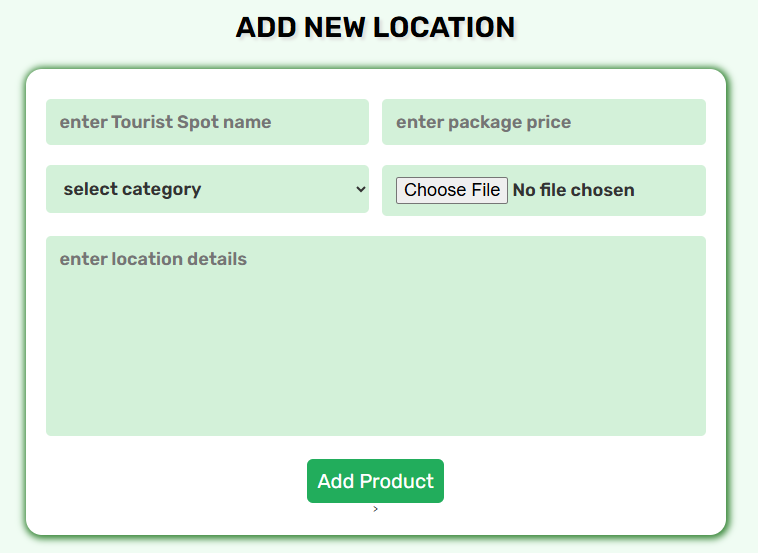 ADD NEW LOCATION
enter Tourist Spot name
enter package price
select category
Choose File No file chosen
enter location details
Add Product
>